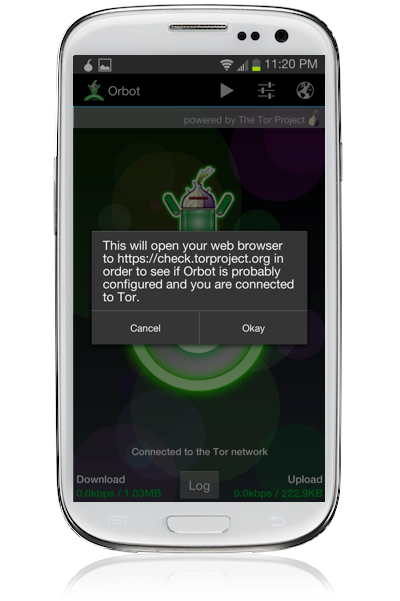 11:20 PM
Orbot
powered by The Tor Project
This will open your web browser
to https://check.torproject.org in
order to see if Orbot is probably
configured and you are connected
to Tor.
Cancel Okay
Connected to the Tor network
Download Upload
0.0kbps / 1.03MB Log 0.0kbps / 222.9KB